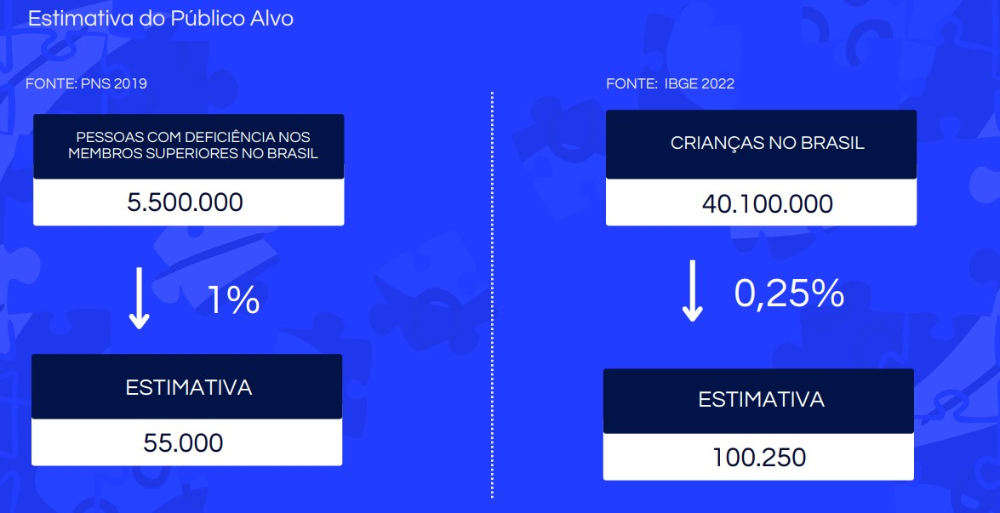 Estimativa do Público Alvo
FONTE: PNS 2019
PESSOAS COM DEFICIÊNCIA NOS
MEMBROS SUPERIORES NO BRASIL
5.500.000
1%
ESTIMATIVA
55.000
FONTE: IBGE 2022
CRIANÇAS NO BRASIL
40.100.000
0,25%
ESTIMATIVA
100.250